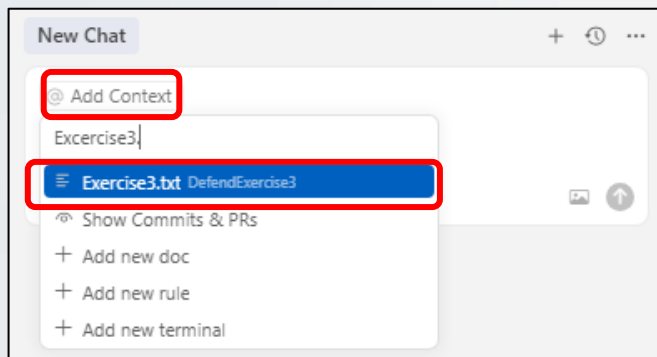 New Chat
@ Add Context
Excercise3.
Exercise3.txt DefendExercise3
Show Commits & PRs
+ Add new doc
+ Add new rule
+ Add new terminal